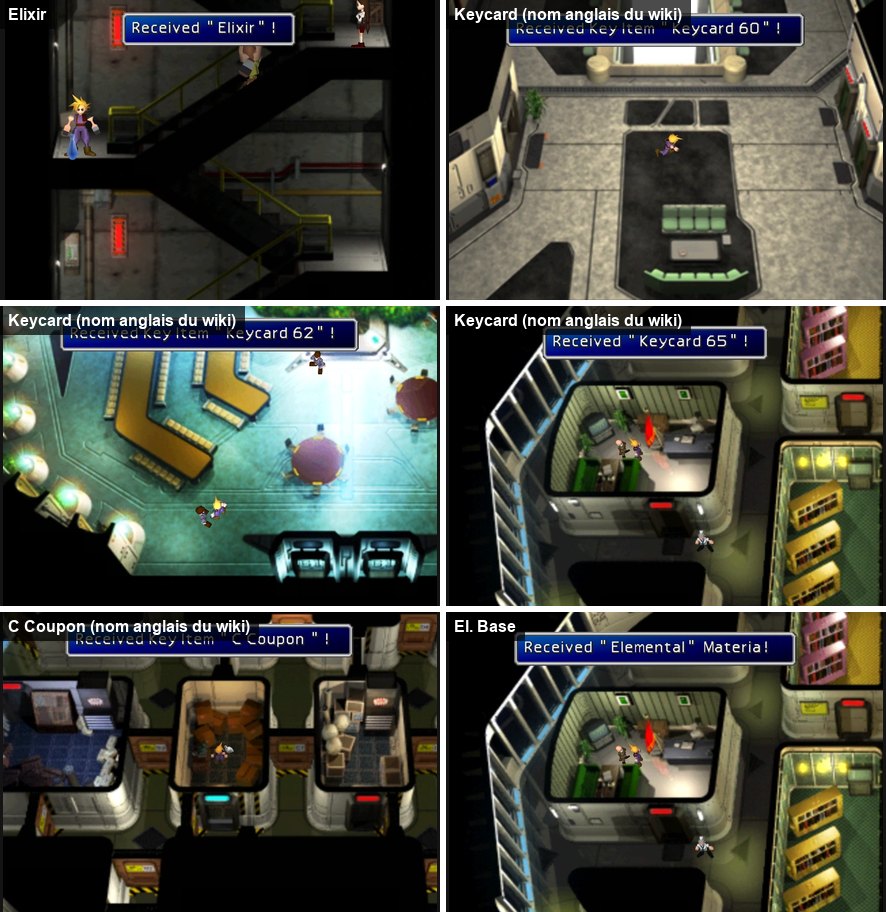 Elixir
Received "Elixir" !
Keycard (nom anglais du wiki)
Received Key Item "Keycard 60" !
Keycard (nom anglais du wiki)
Received Key Item "Keycard 62" !
Keycard (nom anglais du wiki)
Received "Keycard 65" !
C Coupon (nom anglais du wiki)
Received Key Item "C Coupon " !
El. Base
Received "Elemental" Materia!